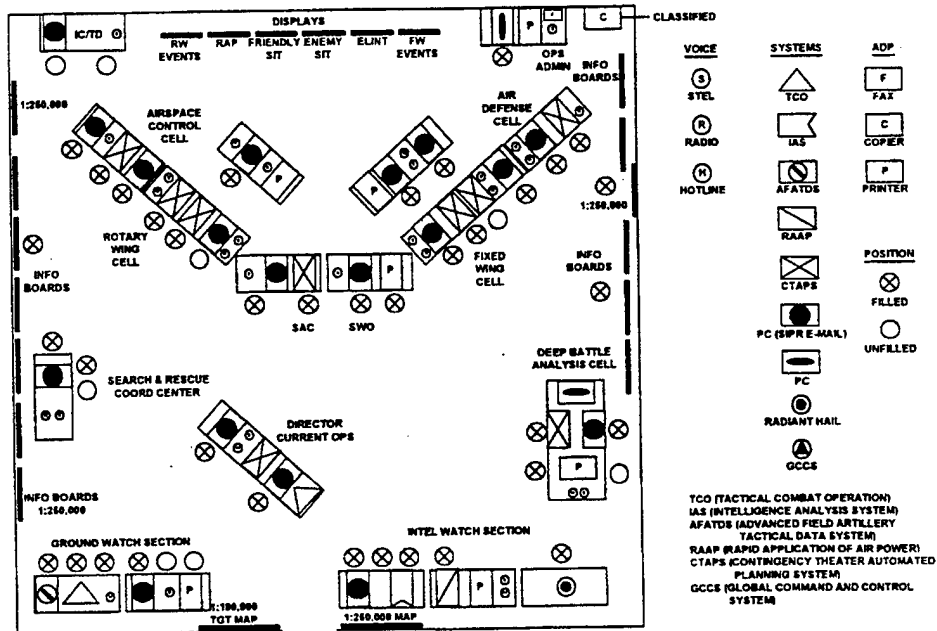 DISPLAYS
IC/TD
RW EVENTS
RAP
FRIENDLY SIT
ENEMY SIT
ELINT
FW EVENTS
P
OPS ADMIN
C
CLASSIFIED
INFO BOARDS
1:250,000
AIRSPACE CONTROL CELL
AIR DEFENSE CELL
P
P
1:250,000
ROTARY WING CELL
FIXED WING CELL
INFO BOARDS
INFO BOARDS
P
SAC
SWO
SEARCH & RESCUE COORD CENTER
DEEP BATTLE ANALYSIS CELL
P
DIRECTOR CURRENT OPS
INFO BOARDS
1:250,000
GROUND WATCH SECTION
INTEL WATCH SECTION
P
P
TGT MAP
1:250,000 MAP
VOICE
S
STEL
R
RADIO
H
HOTLINE
SYSTEMS
TCO
IAS
AFATDS
RAAP
CTAPS
PC (SIPR E-MAIL)
PC
RADIANT HAIL
GCCS
ADP
F
FAX
C
COPIER
P
PRINTER
POSITION
FILLED
UNFILLED
TCO (TACTICAL COMBAT OPERATION)
IAS (INTELLIGENCE ANALYSIS SYSTEM)
AFATDS (ADVANCED FIELD ARTILLERY
TACTICAL DATA SYSTEM)
RAAP (RAPID APPLICATION OF AIR POWER)
CTAPS (CONTINGENCY THEATER AUTOMATED
PLANNING SYSTEM)
GCCS (GLOBAL COMMAND AND CONTROL
SYSTEM)